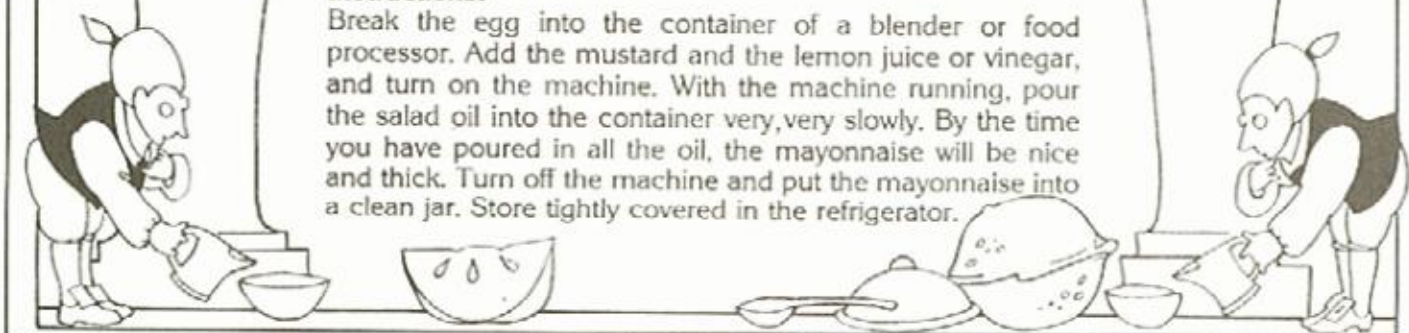 Break the egg into the container of a blender or food
processor. Add the mustard and the lemon juice or vinegar,
and turn on the machine. With the machine running, pour
the salad oil into the container very,very slowly. By the time
you have poured in all the oil, the mayonnaise will be nice
and thick. Turn off the machine and put the mayonnaise into
a clean jar. Store tightly covered in the refrigerator.